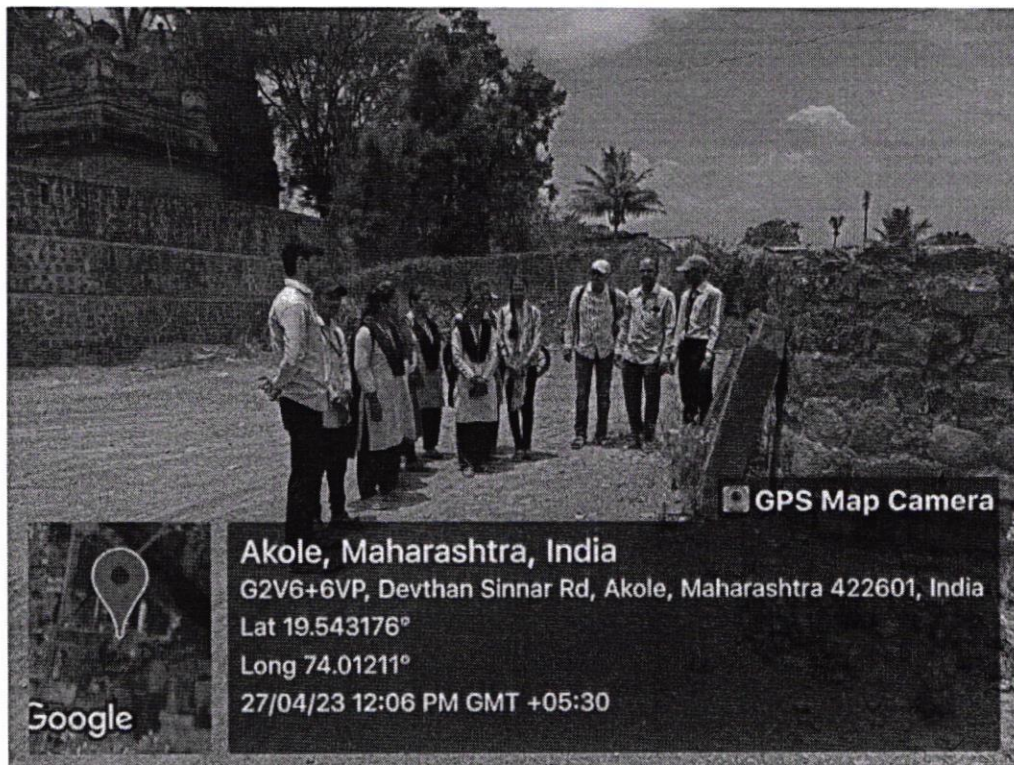 GPS Map Camera
Akole, Maharashtra, India
G2V6+6VP, Devthan Sinnar Rd, Akole, Maharashtra 422601, India
Lat 19.543176°
Long 74.01211°
27/04/23 12:06 PM GMT +05:30
Google